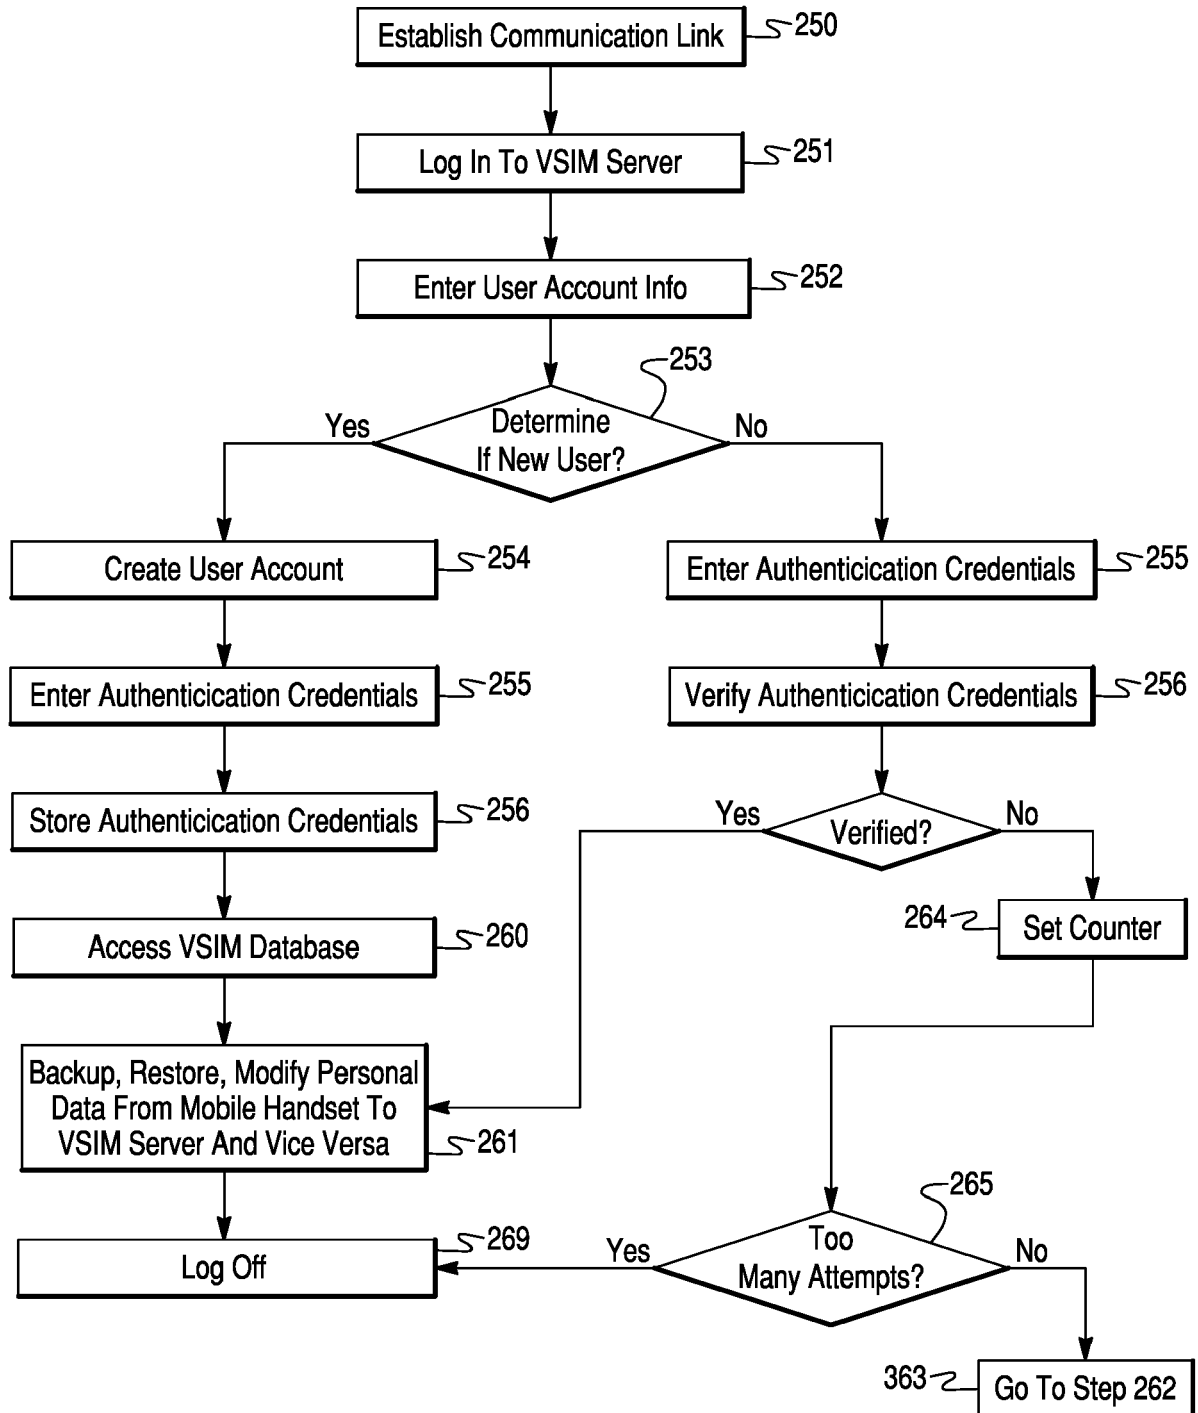 Establish Communication Link
250
Log In To VSIM Server
251
Enter User Account Info
252
253
Determine
If New User?
Yes
No
Create User Account
254
Enter Authenticication Credentials
255
Enter Authenticication Credentials
255
Verify Authenticication Credentials
256
Store Authenticication Credentials
256
Verified?
Yes
No
264
Set Counter
Access VSIM Database
260
Backup, Restore, Modify Personal
Data From Mobile Handset To
VSIM Server And Vice Versa
261
265
Too
Many Attempts?
Yes
No
Log Off
269
363
Go To Step 262